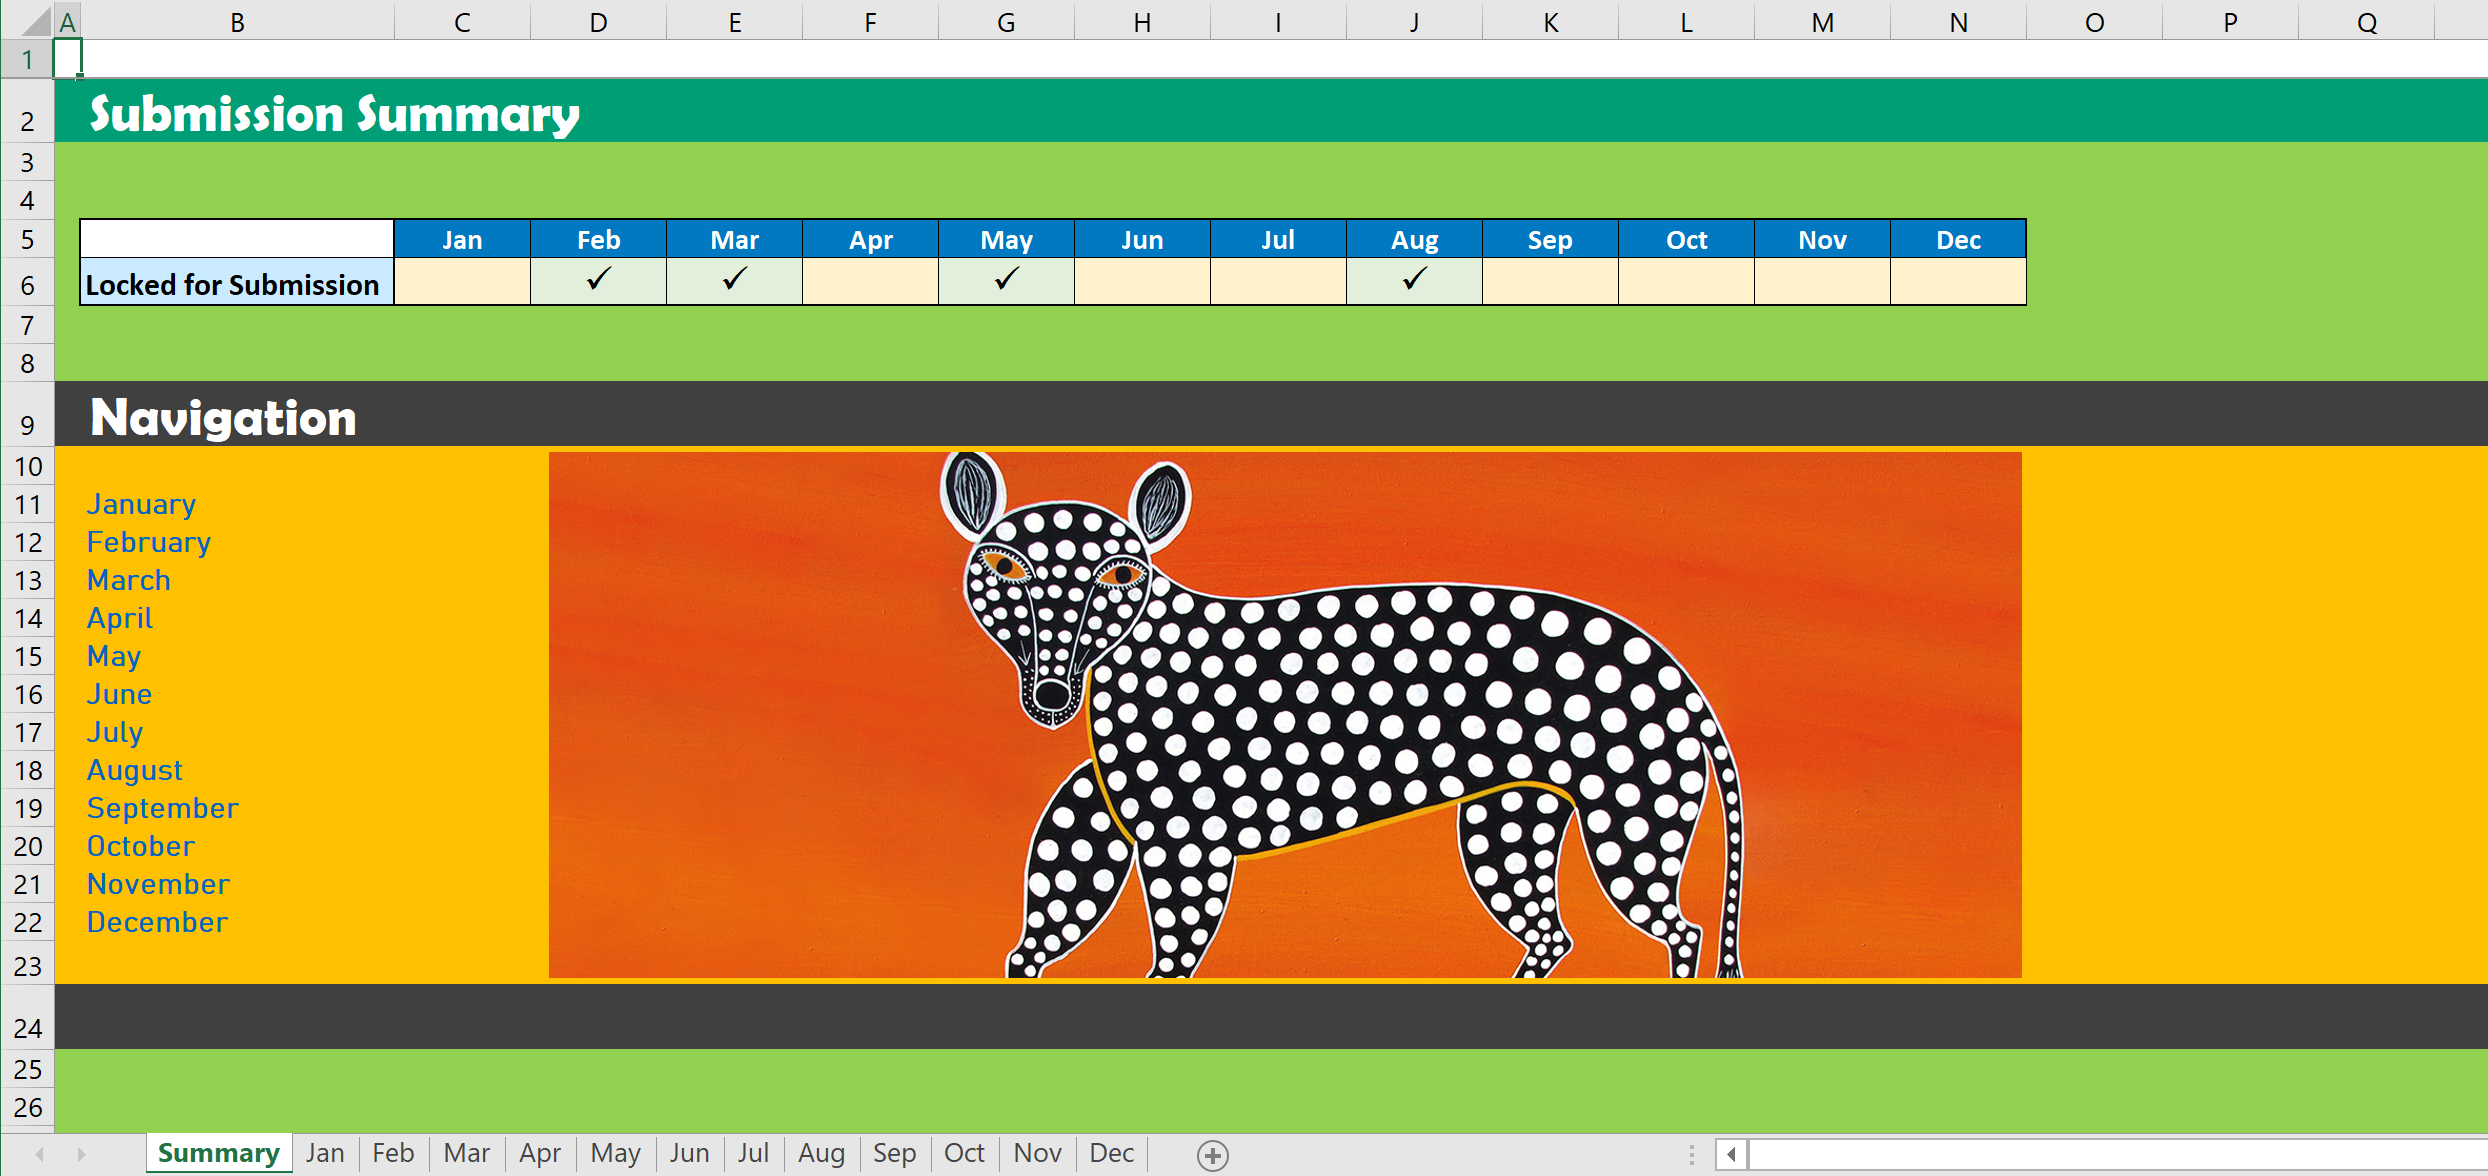 A B C D E F G H I J K L M N O P Q
1
2 Submission Summary
3
4
5 Jan Feb Mar Apr May Jun Jul Aug Sep Oct Nov Dec
6 Locked for Submission ✓ ✓ ✓ ✓
7
8
9 Navigation
10
11 January
12 February
13 March
14 April
15 May
16 June
17 July
18 August
19 September
20 October
21 November
22 December
23
24
25
26
Summary Jan Feb Mar Apr May Jun Jul Aug Sep Oct Nov Dec